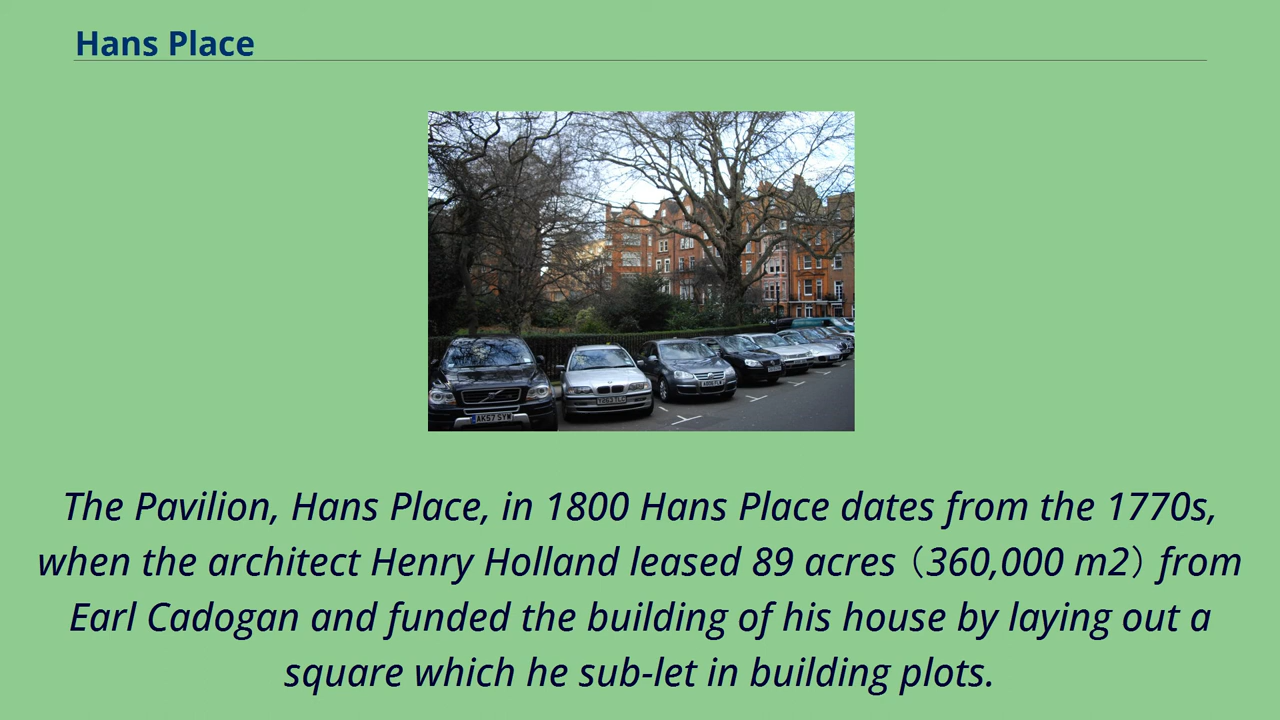 Hans Place
AK57 SYW
The Pavilion, Hans Place, in 1800 Hans Place dates from the 1770s,
when the architect Henry Holland leased 89 acres（360,000 m2）from
Earl Cadogan and funded the building of his house by laying out a
square which he sub-let in building plots.